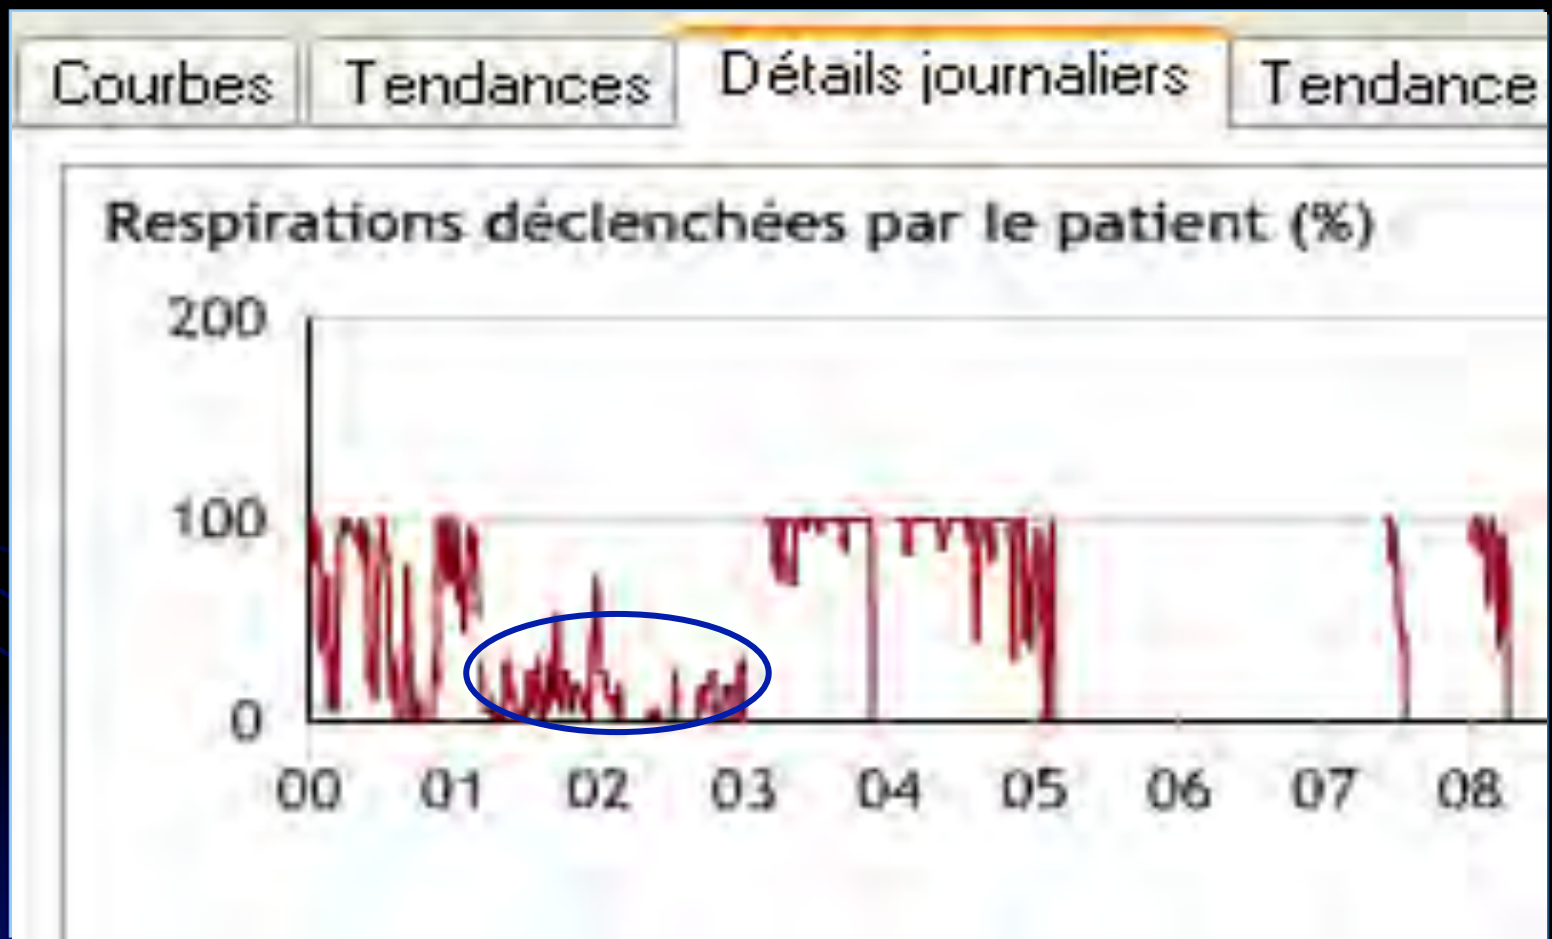 Courbes Tendances Détails journaliers Tendance
Respirations déclenchées par le patient (%)
200
100
0
00 01 02 03 04 05 06 07 08